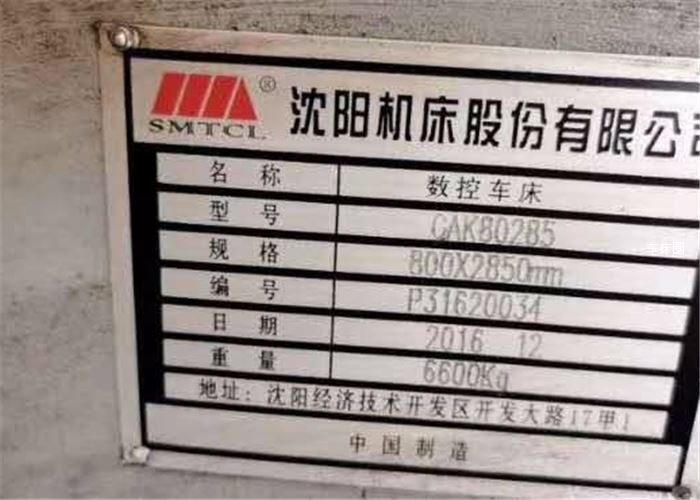 SMTCL ® 沈阳机床股份有限公司
名称 数控车床
型号 CAK80285
规格 800X2850mm
编号 P31620034
日期 2016 12
重量 6600Kg
地址: 沈阳经济技术开发区开发大路17甲1
中国制造